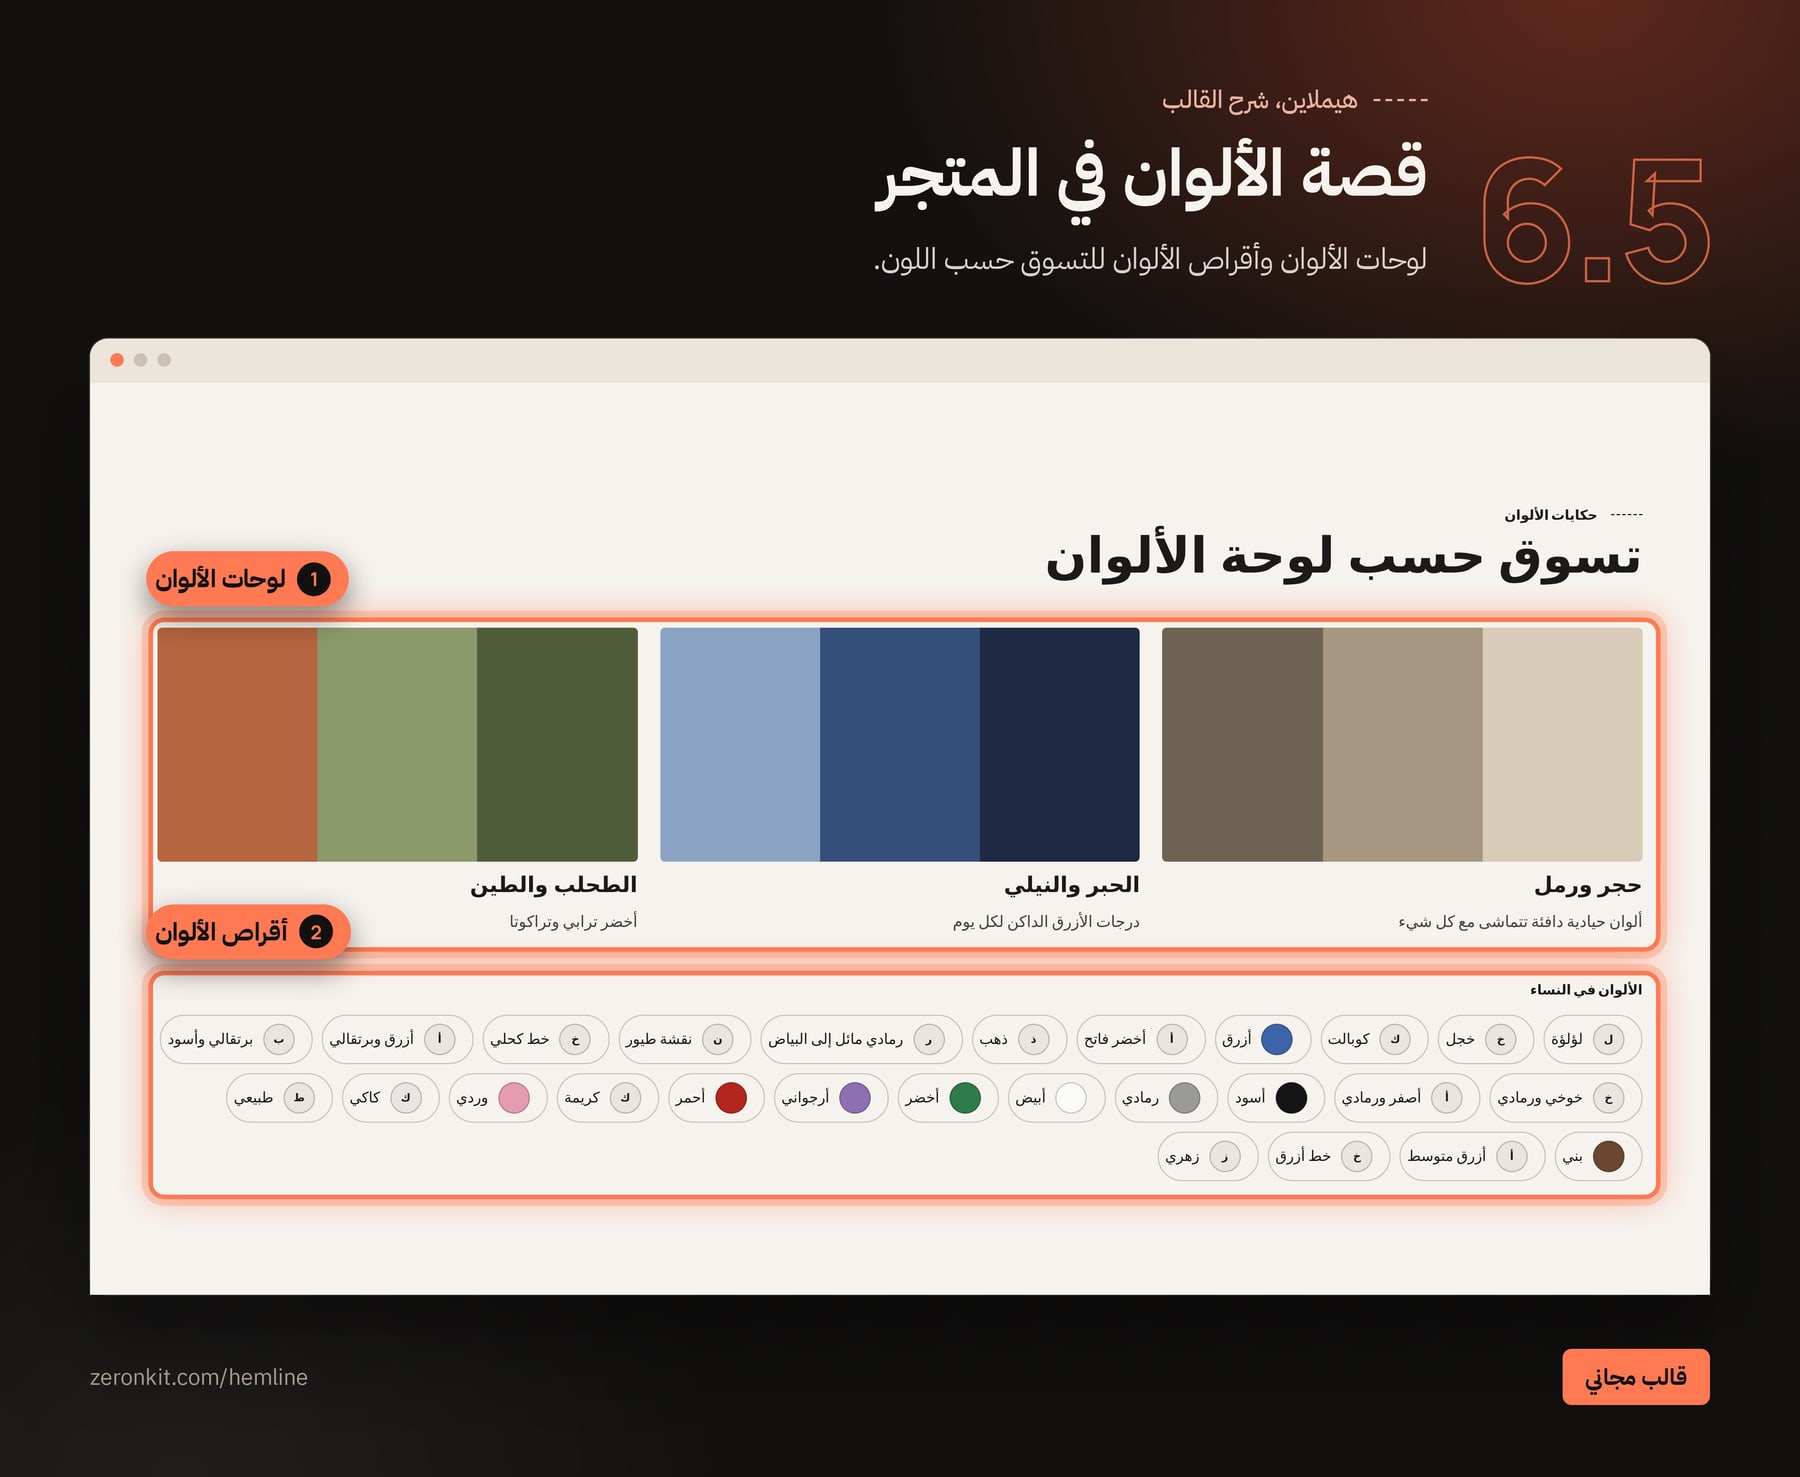 هيملاين، شرح القالب
6.5
قصة الألوان في المتجر
لوحات الألوان وأقراص الألوان للتسوق حسب اللون.
حكايات الألوان
تسوق حسب لوحة الألوان
1 لوحات الألوان
حجر ورمل
ألوان حيادية دافئة تتماشى مع كل شيء
الحبر والنيلي
درجات الأزرق الداكن لكل يوم
الطحلب والطين
أخضر ترابي وتراكوتا
2 أقراص الألوان
الألوان في النساء
ل لؤلؤة خ خجل ك كوبالت أزرق أ أخضر فاتح ذ ذهب ر رمادي مائل إلى البياض ن نقشة طيور خ خط كحلي أ أزرق وبرتقالي ب برتقالي وأسود
خ خوخي ورمادي أ أصفر ورمادي أسود رمادي أبيض أخضر أرجواني أحمر ك كريمة وردي ك كاكي ط طبيعي
بني أ أزرق متوسط خ خط أزرق ز زهري
قالب مجاني
zeronkit.com/hemline